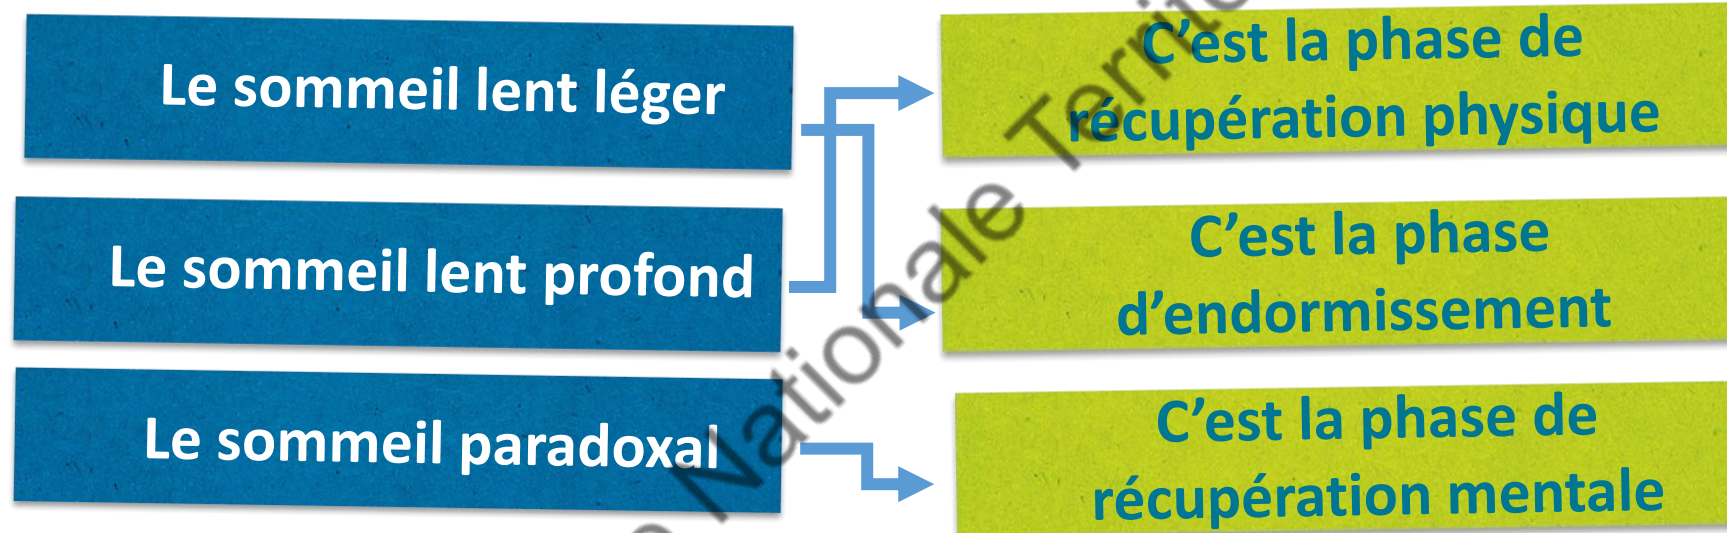 Le sommeil lent léger
C'est la phase de
récupération physique
Le sommeil lent profond
C'est la phase
d'endormissement
Le sommeil paradoxal
C'est la phase de
récupération mentale
Nationale